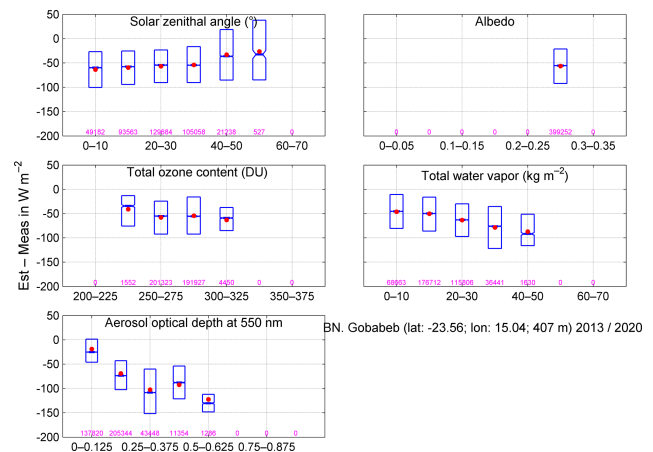 Solar zenithal angle (°)
50
0
−50
−100
−150
−200
49182 93563 129884 105058 21238 527 0
0–10 20–30 40–50 60–70
Albedo
0 0 0 0 0 399252 0
0–0.05 0.1–0.15 0.2–0.25 0.3–0.35
Est – Meas in W m−2
Total ozone content (DU)
50
0
−50
−100
−150
−200
0 1552 201323 191927 4450 0 0
200–225 250–275 300–325 350–375
Total water vapor (kg m−2)
176712 36441 1630 0 0
0–10 20–30 40–50 60–70
Aerosol optical depth at 550 nm
50
0
−50
−100
−150
−200
137820 205344 43448 11354 1286 0 0 0
0–0.125 0.25–0.375 0.5–0.625 0.75–0.875
BN. Gobabeb (lat: -23.56; lon: 15.04; 407 m) 2013 / 2020